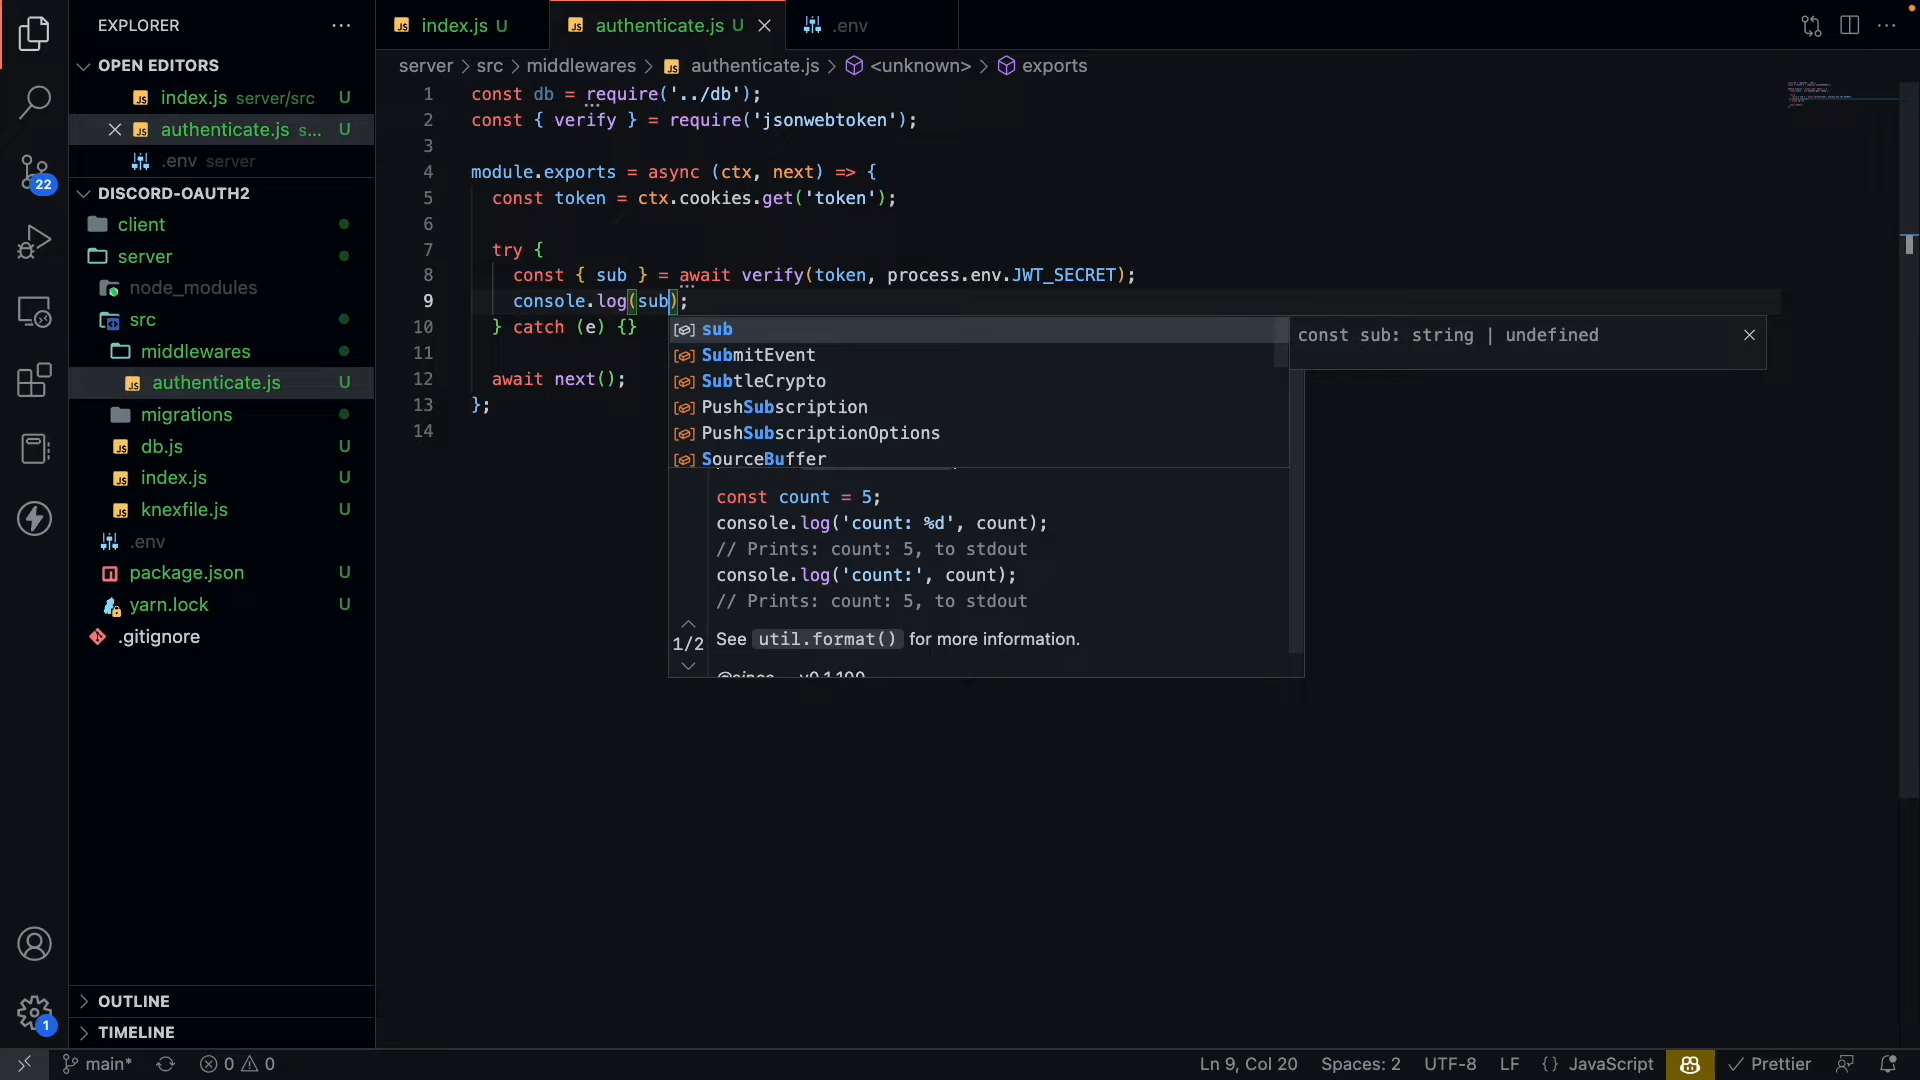 EXPLORER
OPEN EDITORS
index.js server/src U
authenticate.js s... U
.env server
22
DISCORD-OAUTH2
client
server
node_modules
src
middlewares
authenticate.js U
migrations
db.js U
index.js U
knexfile.js U
.env
package.json U
yarn.lock U
.gitignore
OUTLINE
1
TIMELINE
index.js U
authenticate.js U
.env
server > src > middlewares > authenticate.js > <unknown> > exports
1 const db = require('../db');
2 const { verify } = require('jsonwebtoken');
3
4 module.exports = async (ctx, next) => {
5 const token = ctx.cookies.get('token');
6
7 try {
8 const { sub } = await verify(token, process.env.JWT_SECRET);
9 console.log(sub);
10 } catch (e) {}
11
12 await next();
13 };
14
sub
SubmitEvent
SubtleCrypto
PushSubscription
PushSubscriptionOptions
SourceBuffer
const sub: string | undefined
const count = 5;
console.log('count: %d', count);
// Prints: count: 5, to stdout
console.log('count:', count);
// Prints: count: 5, to stdout
1/2
See util.format() for more information.
@since — v0.1.100
main* 0 0
Ln 9, Col 20 Spaces: 2 UTF-8 LF {} JavaScript Prettier